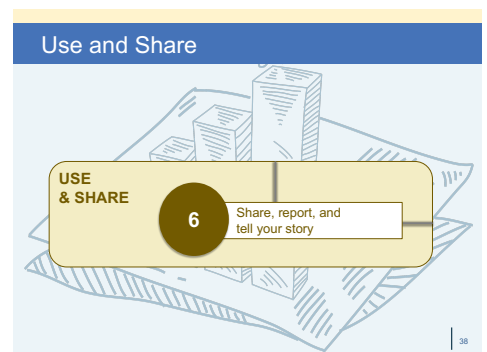 Use and Share
USE
& SHARE
6
Share, report, and
tell your story
38